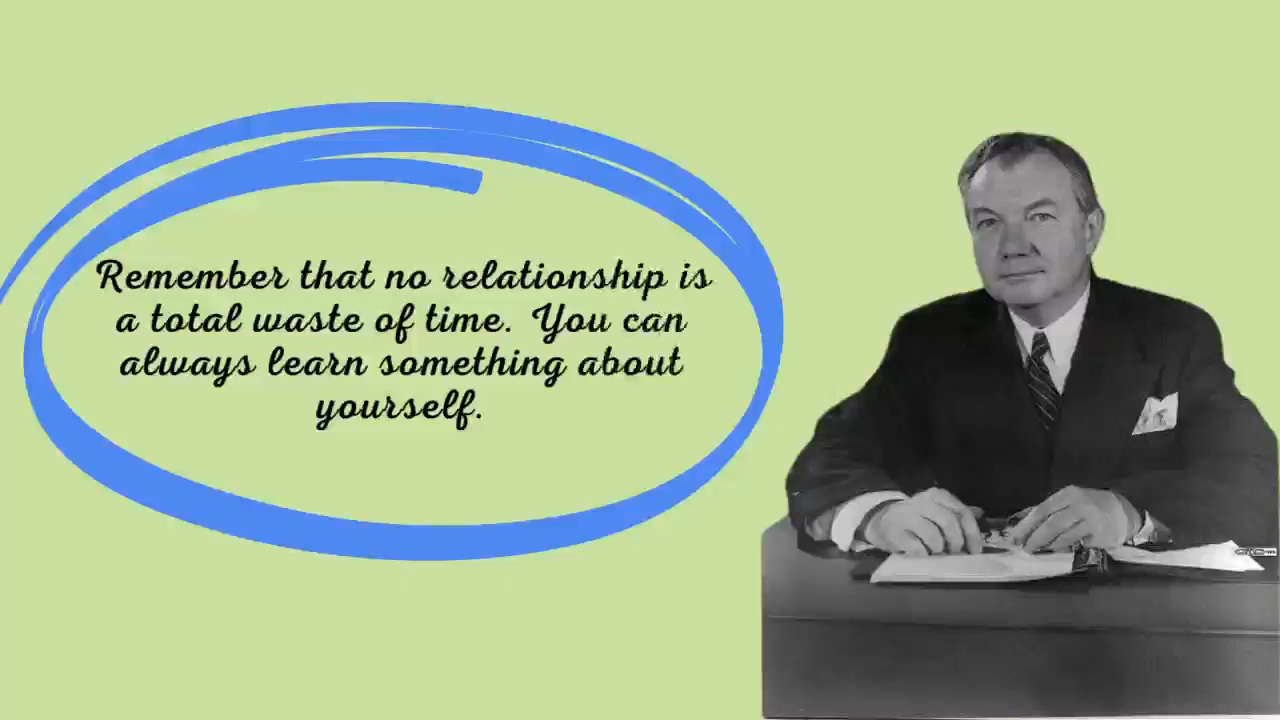 Remember that no relationship is
a total waste of time. You can
always learn something about
yourself.